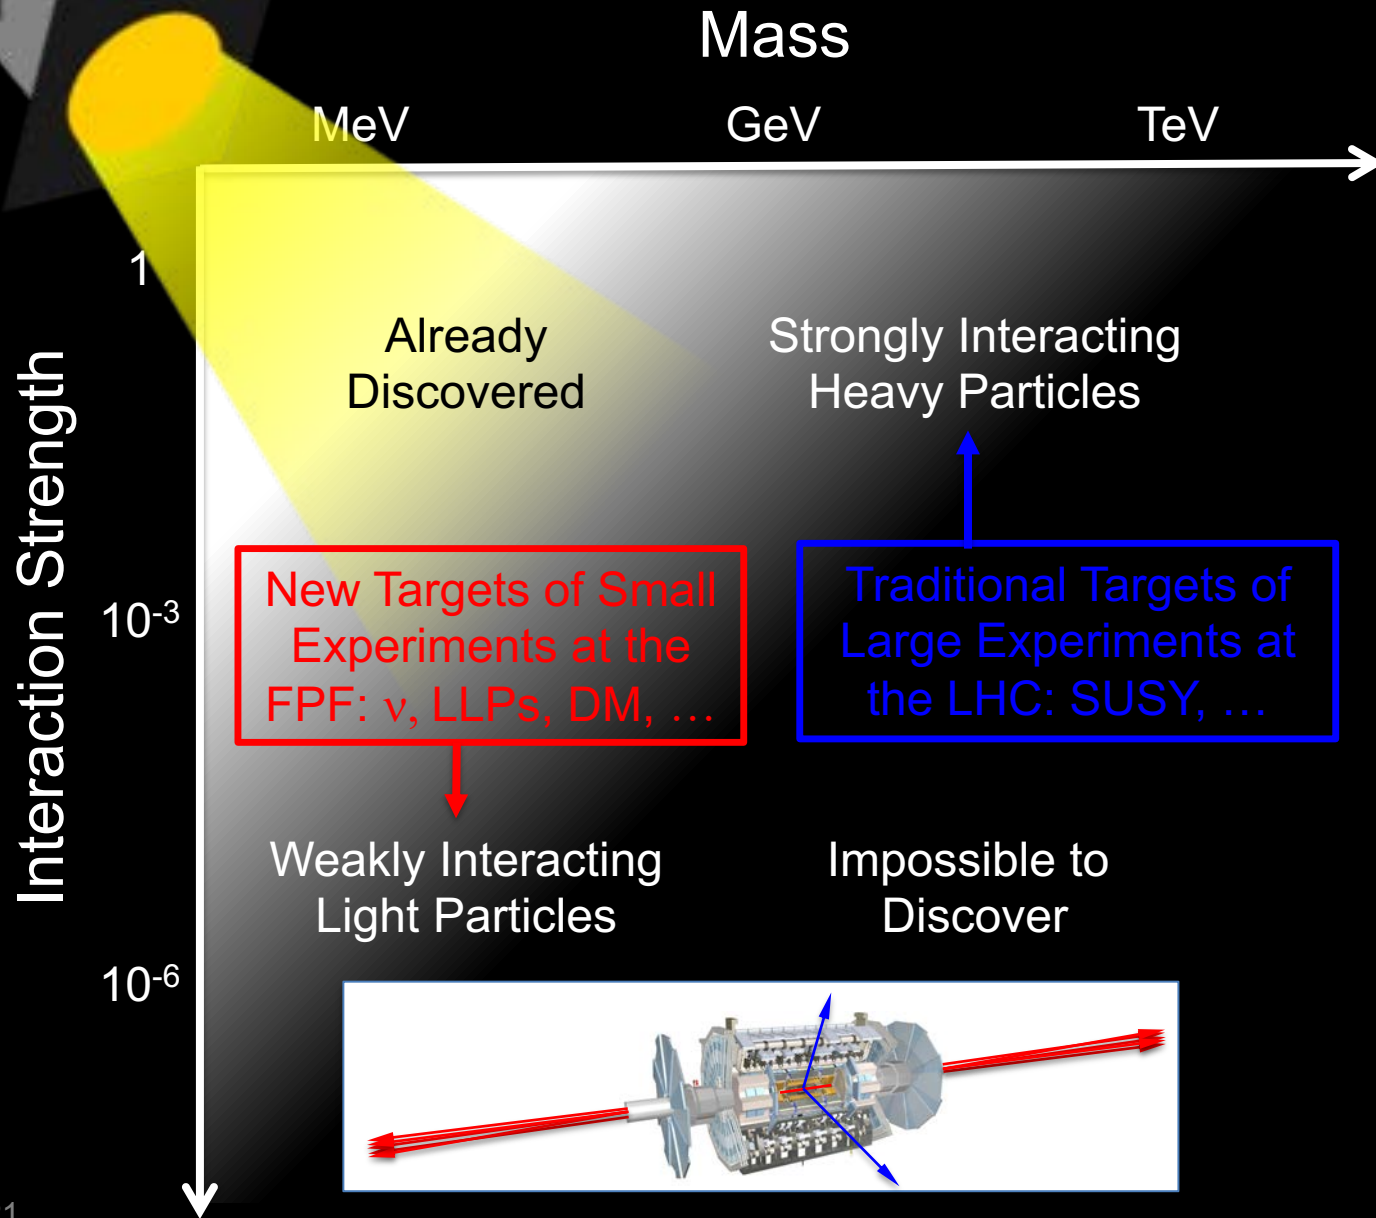 Mass
MeV GeV TeV
Interaction Strength
1
10⁻³
10⁻⁶
Already
Discovered
Strongly Interacting
Heavy Particles
New Targets of Small
Experiments at the
FPF: ν, LLPs, DM, …
Traditional Targets of
Large Experiments at
the LHC: SUSY, …
Weakly Interacting
Light Particles
Impossible to
Discover